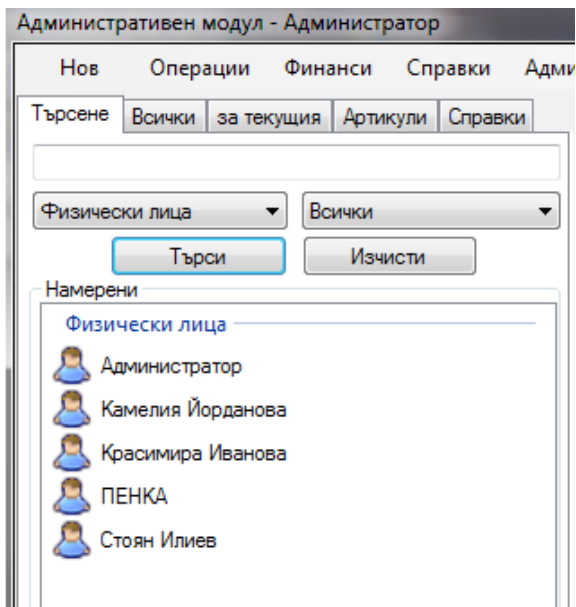 Административен модул - Администратор
Нов Операции Финанси Справки
Търсене Всички за текущия Артикули Справки
Физически лица Всички
Търси Изчисти
Намерени
Физически лица
Администратор
Камелия Йорданова
Красимира Иванова
ПЕНКА
Стоян Илиев